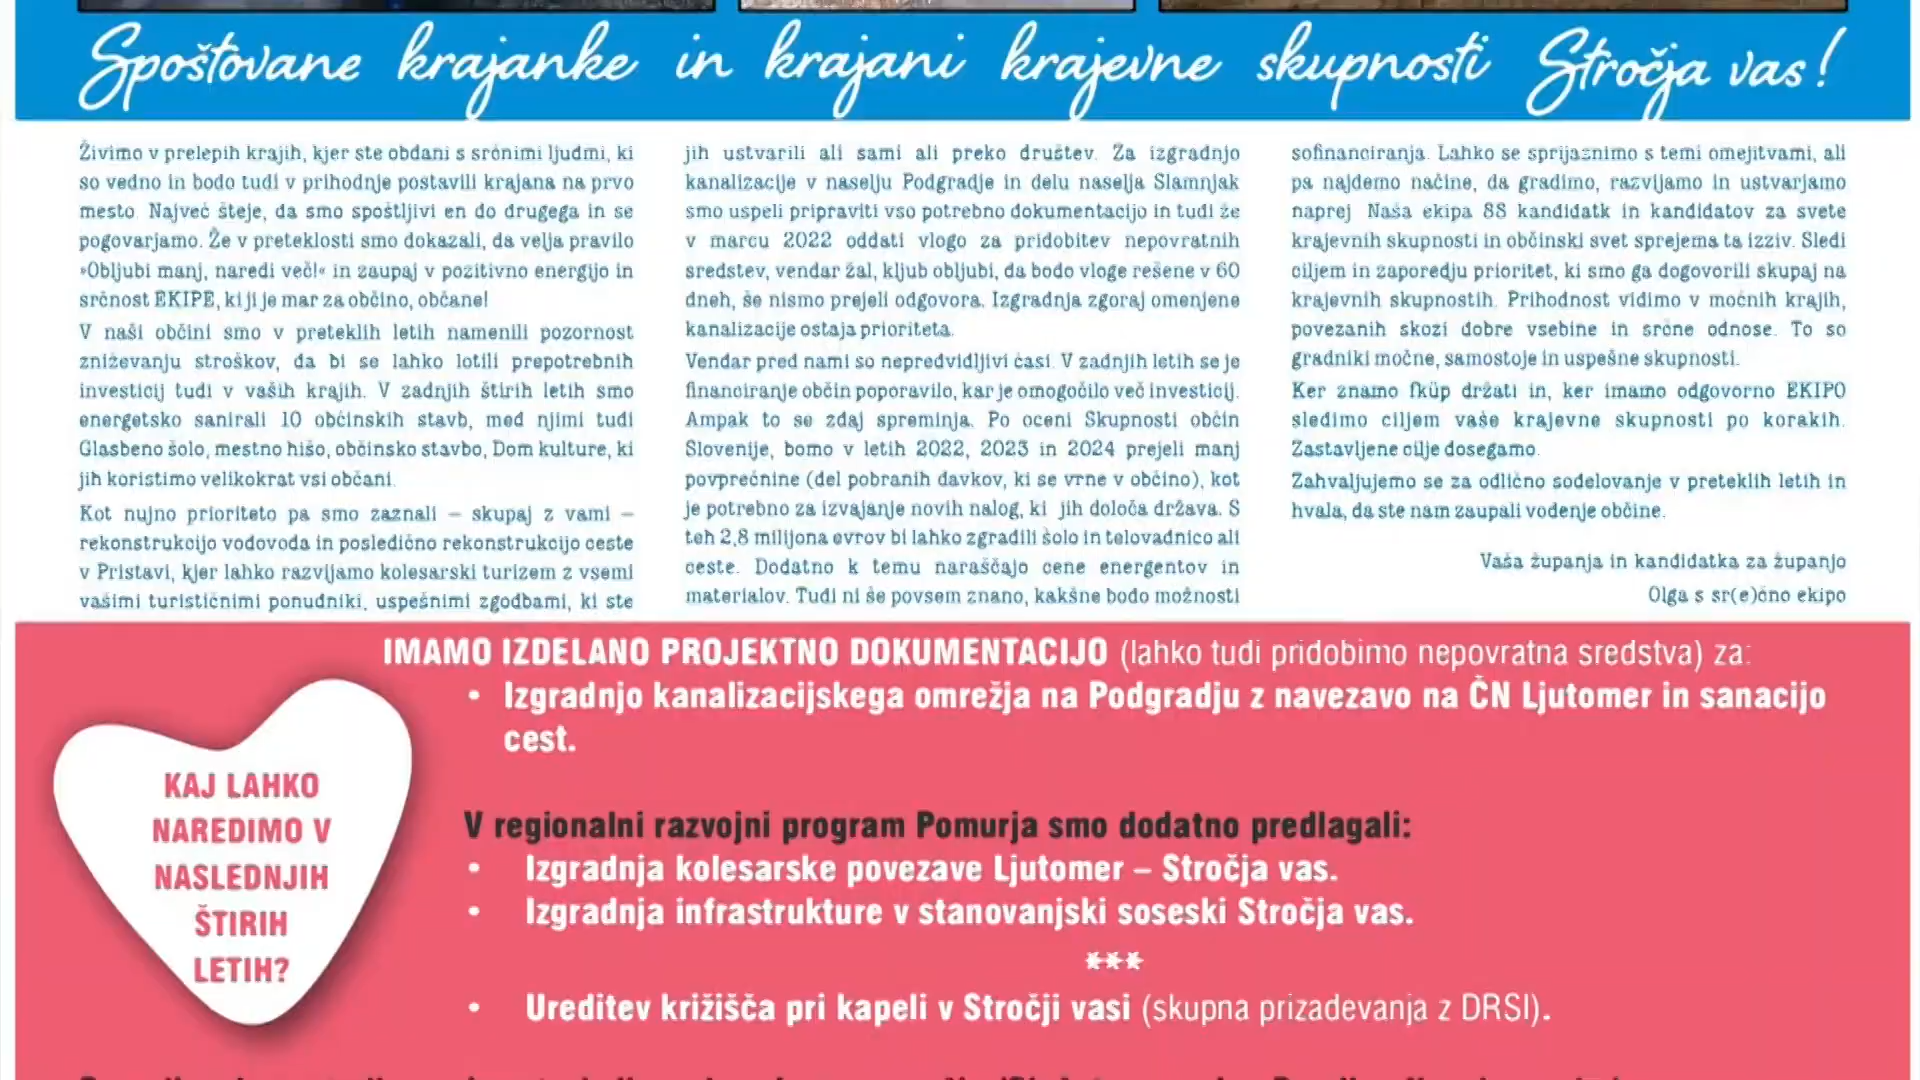 Spoštovane krajanke in krajani krajevne skupnosti Stročja vas!
Živimo v prelepih krajih, kjer ste obdani s srčnimi ljudmi, ki
so vedno in bodo tudi v prihodnje postavili krajana na prvo
mesto. Največ šteje, da smo spoštljivi en do drugega in se
pogovarjamo. Že v preteklosti smo dokazali, da velja pravilo
»Obljubi manj, naredi več!« in zaupaj v pozitivno energijo in
srčnost EKIPE, ki ji je mar za občino, občane!
V naši občini smo v preteklih letih namenili pozornost
zniževanju stroškov, da bi se lahko lotili prepotrebnih
investicij tudi v vaših krajih. V zadnjih štirih letih smo
energetsko sanirali 10 občinskih stavb, med njimi tudi
Glasbeno šolo, mestno hišo, občinsko stavbo, Dom kulture, ki
jih koristimo velikokrat vsi občani.
Kot nujno prioriteto pa smo zaznali – skupaj z vami –
rekonstrukcijo vodovoda in posledično rekonstrukcijo ceste
v Pristavi, kjer lahko razvijamo kolesarski turizem z vsemi
vašimi turističnimi ponudniki, uspešnimi zgodbami, ki ste
jih ustvarili ali sami ali preko društev. Za izgradnjo
kanalizacije v naselju Podgradje in delu naselja Slamnjak
smo uspeli pripraviti vso potrebno dokumentacijo in tudi že
v marcu 2022 oddati vlogo za pridobitev nepovratnih
sredstev, vendar žal, kljub obljubi, da bodo vloge rešene v 60
dneh, še nismo prejeli odgovora. Izgradnja zgoraj omenjene
kanalizacije ostaja prioriteta.
Vendar pred nami so nepredvidljivi časi. V zadnjih letih se je
financiranje občin poporavilo, kar je omogočilo več investicij.
Ampak to se zdaj spreminja. Po oceni Skupnosti občin
Slovenije, bomo v letih 2022, 2023 in 2024 prejeli manj
povprečnine (del pobranih davkov, ki se vrne v občino), kot
je potrebno za izvajanje novih nalog, ki jih določa država. S
teh 2,8 milijona evrov bi lahko zgradili šolo in telovadnico ali
ceste. Dodatno k temu naraščajo cene energentov in
materialov. Tudi ni še povsem znano, kakšne bodo možnosti
sofinanciranja. Lahko se sprijaznimo s temi omejitvami, ali
pa najdemo načine, da gradimo, razvijamo in ustvarjamo
naprej. Naša ekipa 88 kandidatk in kandidatov za svete
krajevnih skupnosti in občinski svet sprejema ta izziv. Sledi
ciljem in zaporedju prioritet, ki smo ga dogovorili skupaj na
krajevnih skupnostih. Prihodnost vidimo v močnih krajih,
povezanih skozi dobre vsebine in srčne odnose. To so
gradniki močne, samostoje in uspešne skupnosti.
Ker znamo fküp držati in, ker imamo odgovorno EKIPO
sledimo ciljem vaše krajevne skupnosti po korakih.
Zastavljene cilje dosegamo.
Zahvaljujemo se za odlično sodelovanje v preteklih letih in
hvala, da ste nam zaupali vodenje občine.
Vaša županja in kandidatka za županjo
Olga s sr(e)čno ekipo
KAJ LAHKO
NAREDIMO V
NASLEDNJIH
ŠTIRIH
LETIH?
IMAMO IZDELANO PROJEKTNO DOKUMENTACIJO (lahko tudi pridobimo nepovratna sredstva) za:
• Izgradnjo kanalizacijskega omrežja na Podgradju z navezavo na ČN Ljutomer in sanacijo
cest.
V regionalni razvojni program Pomurja smo dodatno predlagali:
• Izgradnja kolesarske povezave Ljutomer – Stročja vas.
• Izgradnja infrastrukture v stanovanjski soseski Stročja vas.
***
• Ureditev križišča pri kapeli v Stročji vasi (skupna prizadevanja z DRSI).